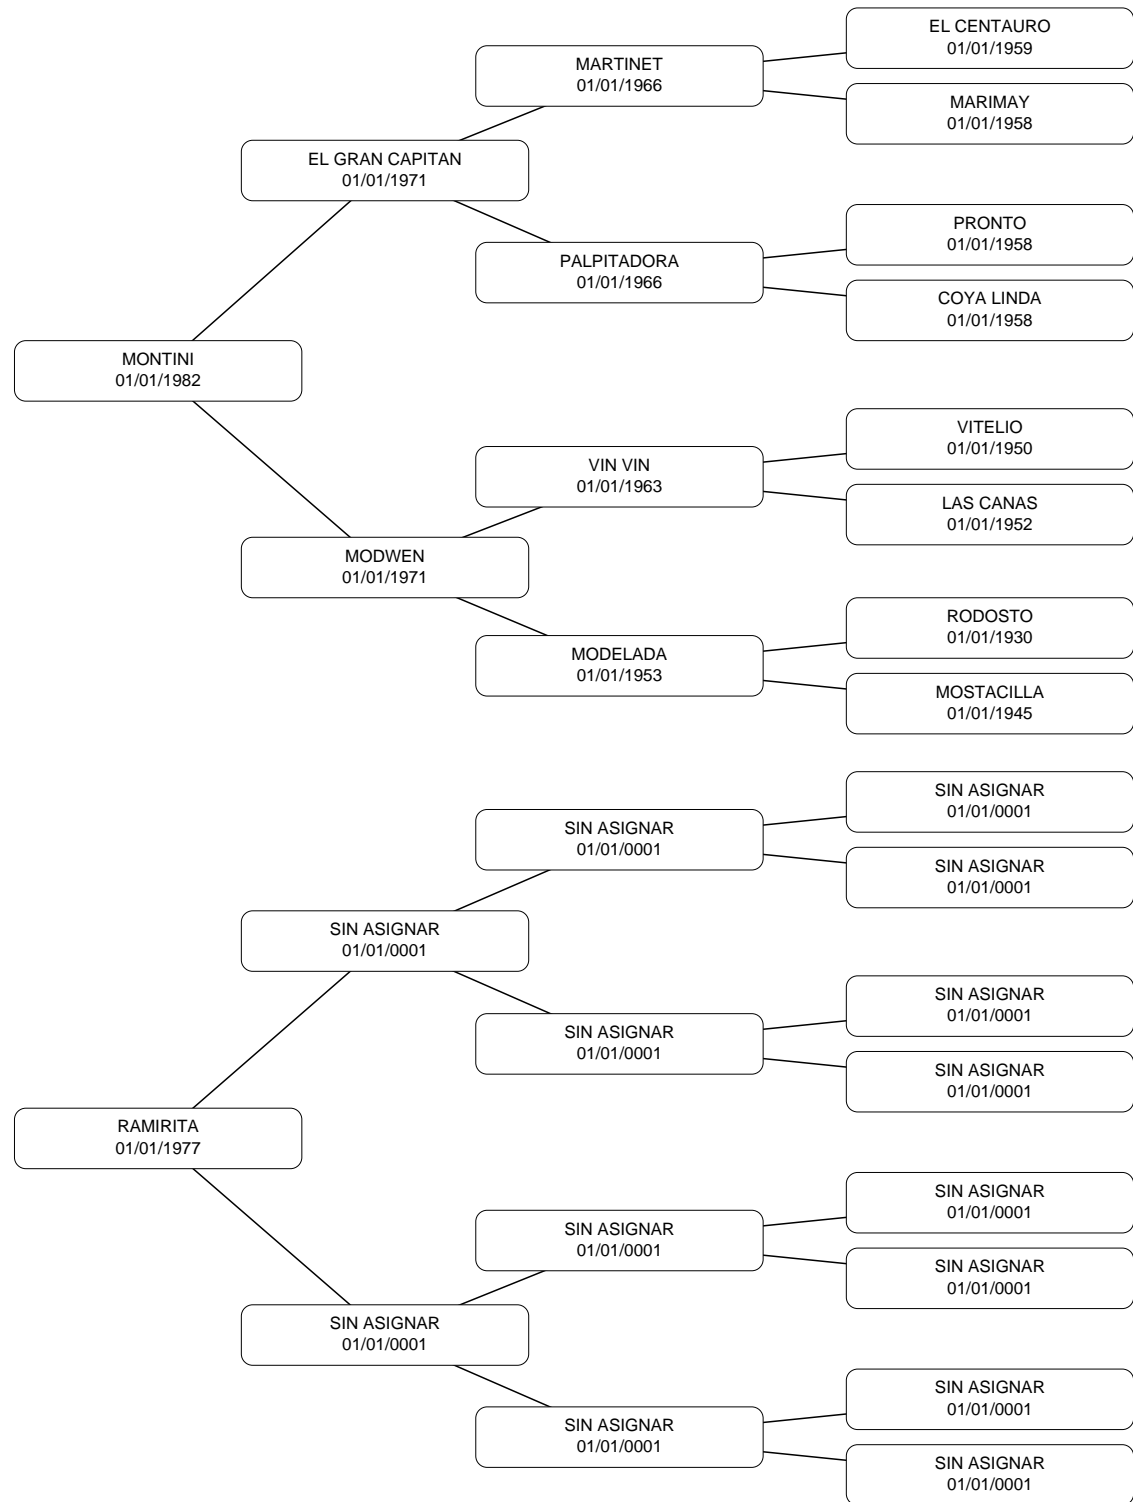 EL CENTAURO
01/01/1959
MARTINET
01/01/1966
MARIMAY
01/01/1958
EL GRAN CAPITAN
01/01/1971
PRONTO
01/01/1958
PALPITADORA
01/01/1966
COYA LINDA
01/01/1958
MONTINI
01/01/1982
VITELIO
01/01/1950
VIN VIN
01/01/1963
LAS CANAS
01/01/1952
MODWEN
01/01/1971
RODOSTO
01/01/1930
MODELADA
01/01/1953
MOSTACILLA
01/01/1945
SIN ASIGNAR
01/01/0001
SIN ASIGNAR
01/01/0001
SIN ASIGNAR
01/01/0001
SIN ASIGNAR
01/01/0001
SIN ASIGNAR
01/01/0001
SIN ASIGNAR
01/01/0001
SIN ASIGNAR
01/01/0001
RAMIRITA
01/01/1977
SIN ASIGNAR
01/01/0001
SIN ASIGNAR
01/01/0001
SIN ASIGNAR
01/01/0001
SIN ASIGNAR
01/01/0001
SIN ASIGNAR
01/01/0001
SIN ASIGNAR
01/01/0001
SIN ASIGNAR
01/01/0001